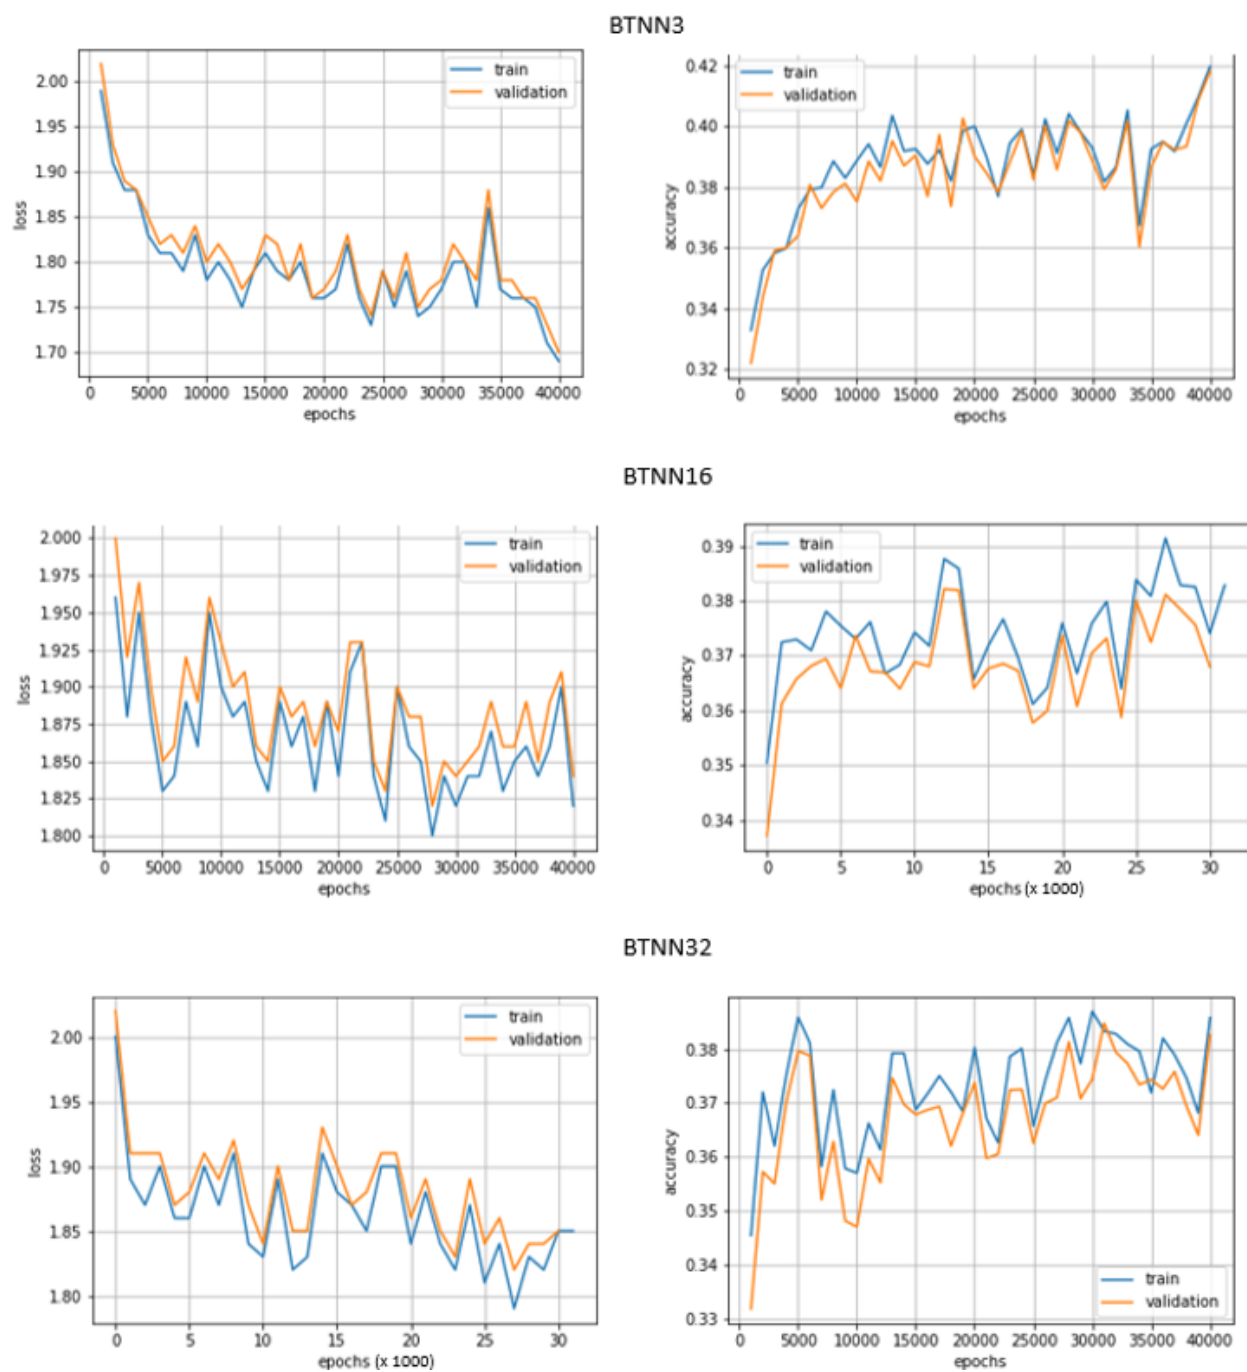 BTNN3
train
validation
2.00
1.95
1.90
1.85
1.80
1.75
1.70
loss
0 5000 10000 15000 20000 25000 30000 35000 40000
epochs
train
validation
0.42
0.40
0.38
0.36
0.34
0.32
accuracy
0 5000 10000 15000 20000 25000 30000 35000 40000
epochs
BTNN16
train
validation
2.000
1.975
1.950
1.925
1.900
1.875
1.850
1.825
1.800
loss
0 5000 10000 15000 20000 25000 30000 35000 40000
epochs
train
validation
0.39
0.38
0.37
0.36
0.35
0.34
accuracy
0 5 10 15 20 25 30
epochs (x 1000)
BTNN32
train
validation
2.00
1.95
1.90
1.85
1.80
loss
0 5 10 15 20 25 30
epochs (x 1000)
0.38
0.37
0.36
0.35
0.34
0.33
accuracy
train
validation
0 5000 10000 15000 20000 25000 30000 35000 40000
epochs